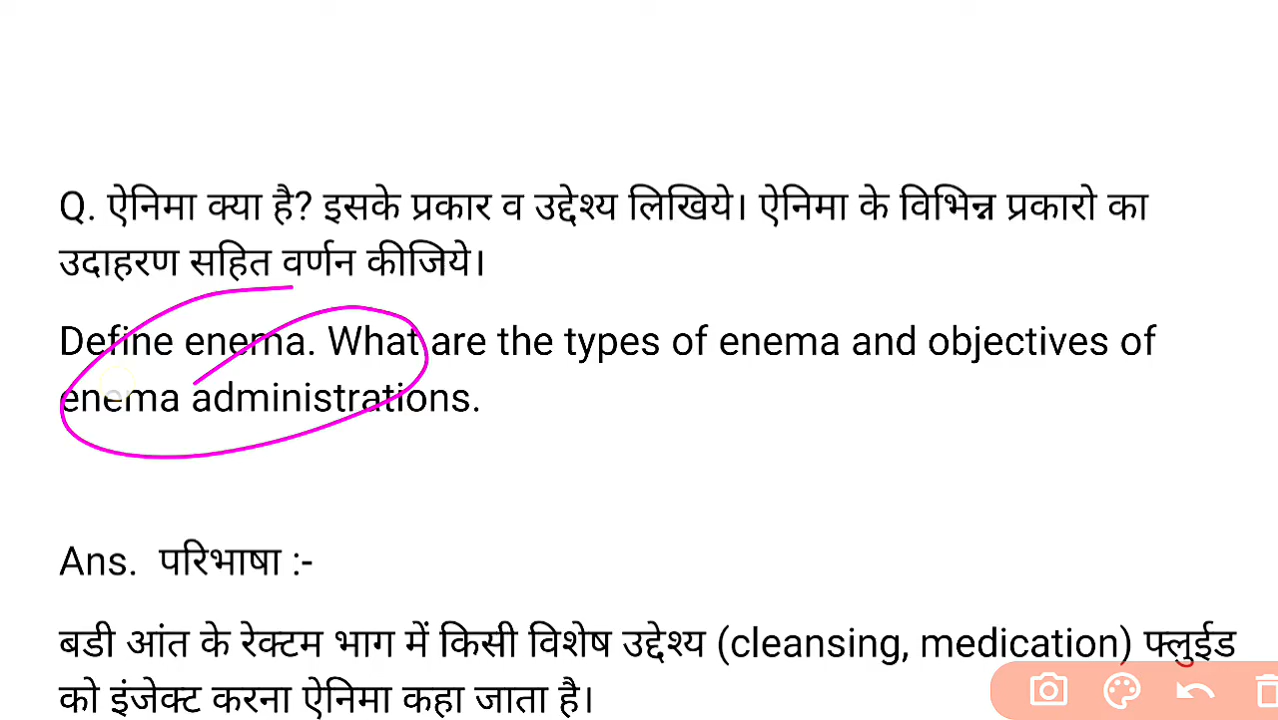 Q. ऐनिमा क्या है? इसके प्रकार व उद्देश्य लिखिये। ऐनिमा के विभिन्न प्रकारो का
उदाहरण सहित वर्णन कीजिये।
Define enema. What are the types of enema and objectives of
enema administrations.
Ans. परिभाषा :-
बडी आंत के रेक्टम भाग में किसी विशेष उद्देश्य (cleansing, medication) फ्लुईड
को इंजेक्ट करना ऐनिमा कहा जाता है।